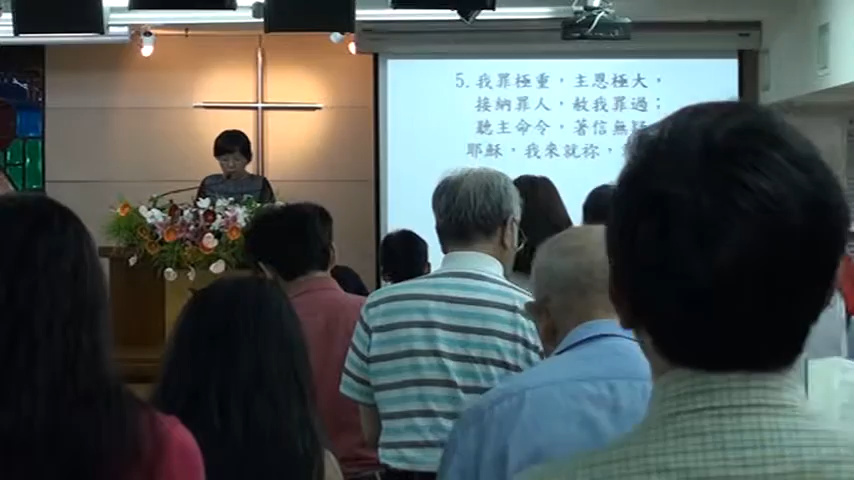 5. 我罪極重，主恩極大，
接納罪人，赦我罪過；
聽主命令，著信無疑
耶穌，我來就祢，